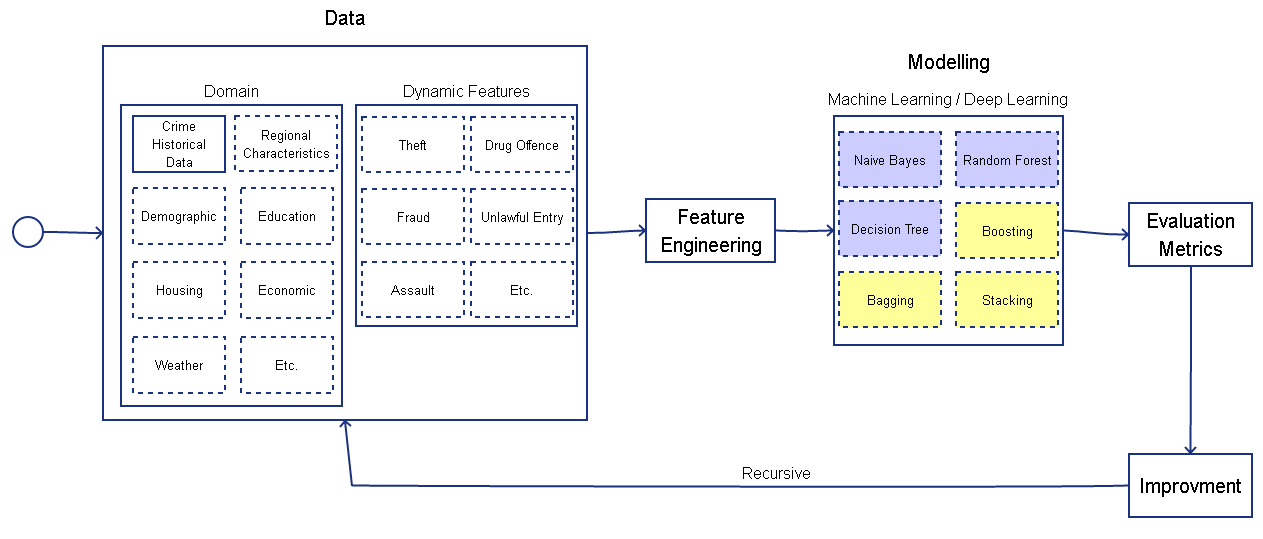 Data
Domain
Crime
Historical
Data
Regional
Characteristics
Demographic
Education
Housing
Economic
Weather
Etc.
Dynamic Features
Theft
Drug Offence
Fraud
Unlawful Entry
Assault
Etc.
Feature
Engineering
Modelling
Machine Learning / Deep Learning
Naive Bayes
Random Forest
Decision Tree
Boosting
Bagging
Stacking
Evaluation
Metrics
Improvment
Recursive